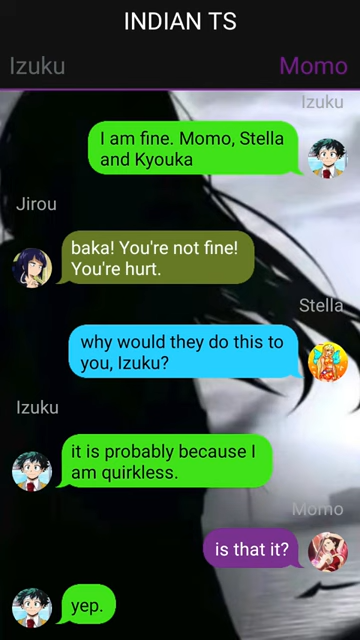 INDIAN TS
Izuku Momo
Izuku
I am fine. Momo, Stella
and Kyouka
Jirou
baka! You're not fine!
You're hurt.
Stella
why would they do this to
you, Izuku?
Izuku
it is probably because I
am quirkless.
Momo
is that it?
yep.